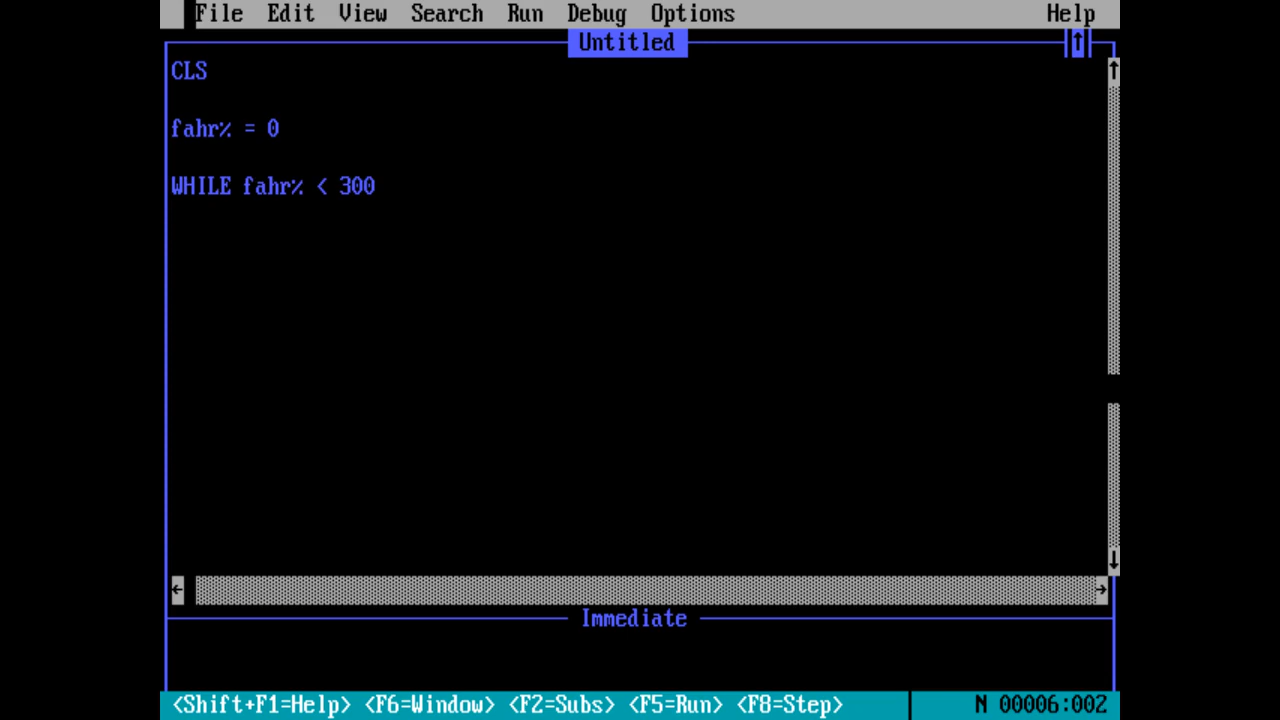 File Edit View Search Run Debug Options Help
Untitled
CLS
fahr% = 0
WHILE fahr% < 300
Immediate
<Shift+F1=Help> <F6=Window> <F2=Subs> <F5=Run> <F8=Step> N 00006:002